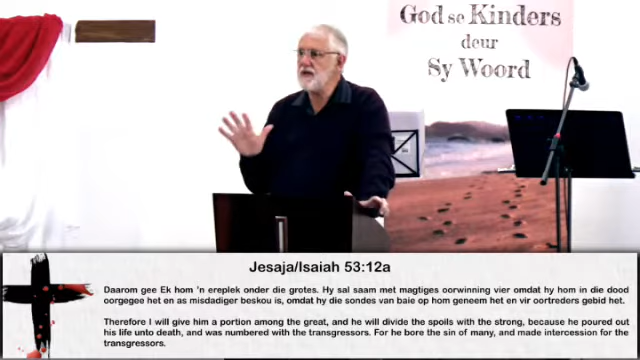 God se Kinders
deur
Sy Woord
Jesaja/Isaiah 53:12a
Daarom gee Ek hom 'n ereplek onder die grotes. Hy sal saam met magtiges oorwinning vier omdat hy hom in die dood
oorgegee het en as misdadiger beskou is, omdat hy die sondes van baie op hom geneem het en vir oortreders gebid het.
Therefore I will give him a portion among the great, and he will divide the spoils with the strong, because he poured out
his life unto death, and was numbered with the transgressors. For he bore the sin of many, and made intercession for the
transgressors.